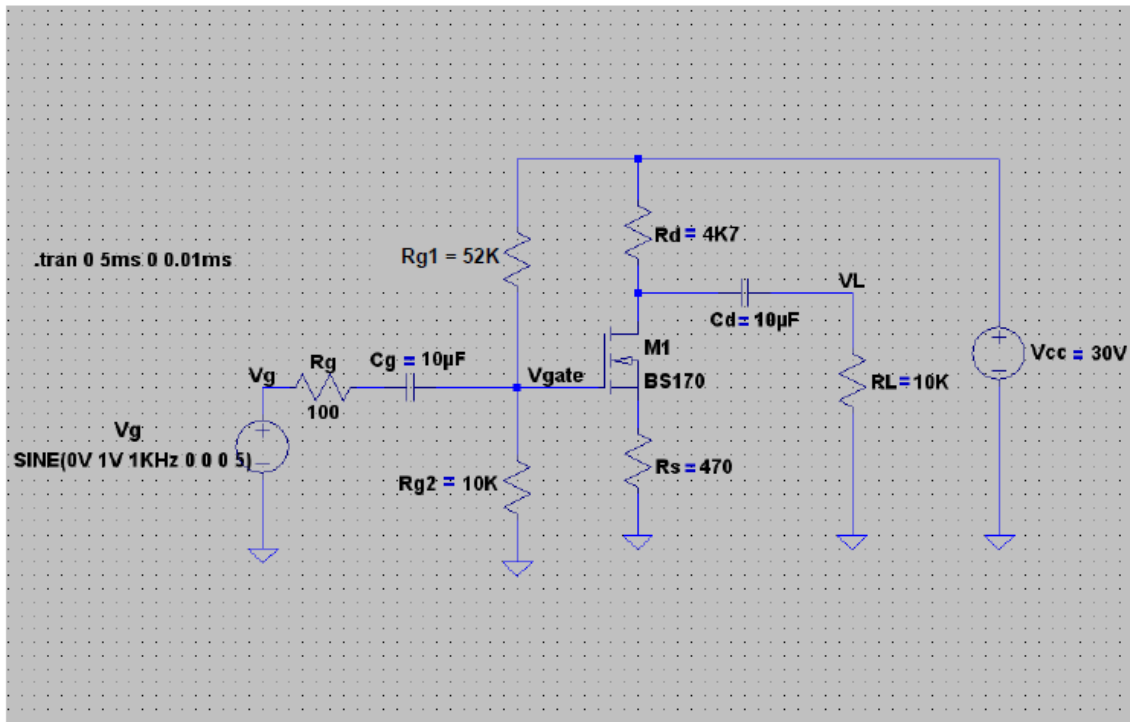 Rd = 4K7
.tran 0 5ms 0 0.01ms
Rg1 = 52K
VL
Cd = 10µF
M1
Vcc = 30V
Rg
Cg = 10µF
Vg
Vgate
BS170
RL=10K
100
Vg
SINE(0V 1V 1KHz 0 0 0 5)
Rs = 470
Rg2 = 10K